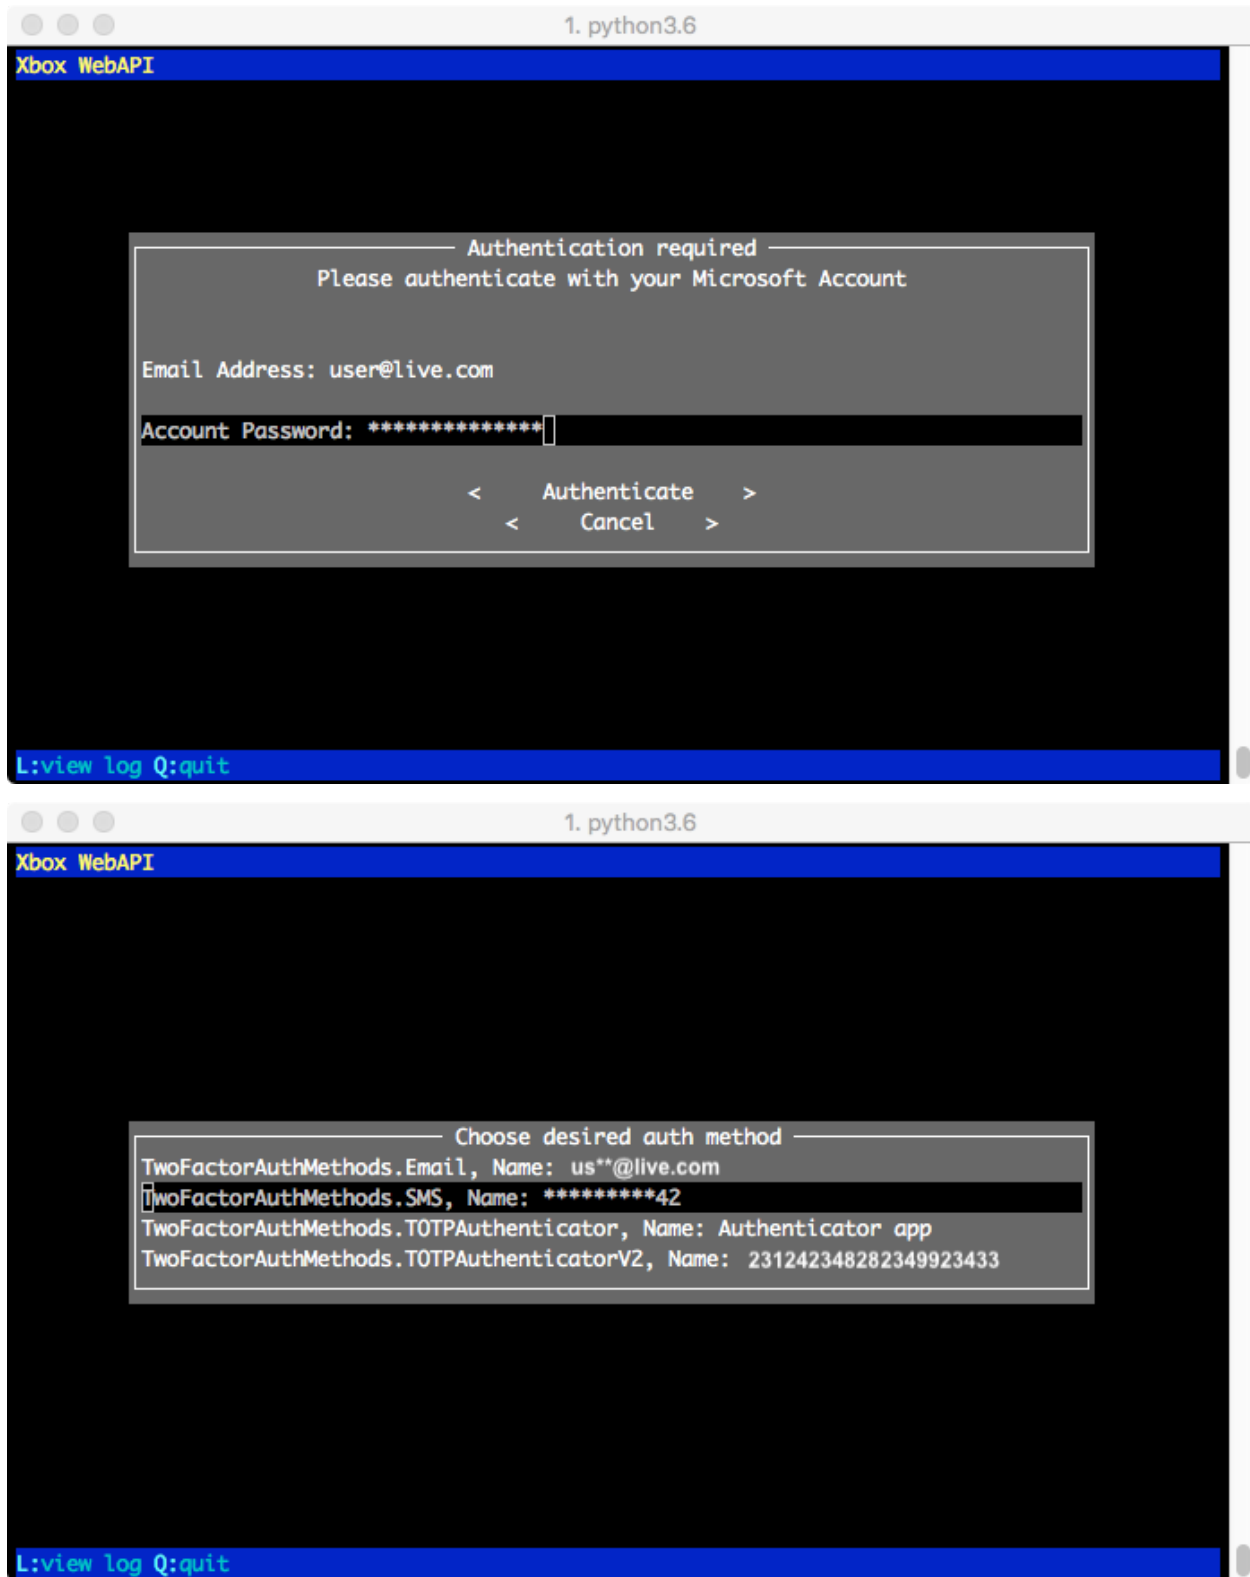 1. python3.6
Xbox WebAPI
Authentication required
Please authenticate with your Microsoft Account
Email Address: user@live.com
Account Password: **************
< Authenticate >
< Cancel >
L:view log Q:quit
1. python3.6
Xbox WebAPI
Choose desired auth method
TwoFactorAuthMethods.Email, Name: us**@live.com
TwoFactorAuthMethods.SMS, Name: *********42
TwoFactorAuthMethods.TOTPAuthenticator, Name: Authenticator app
TwoFactorAuthMethods.TOTPAuthenticatorV2, Name: 231242348282349923433
L:view log Q:quit